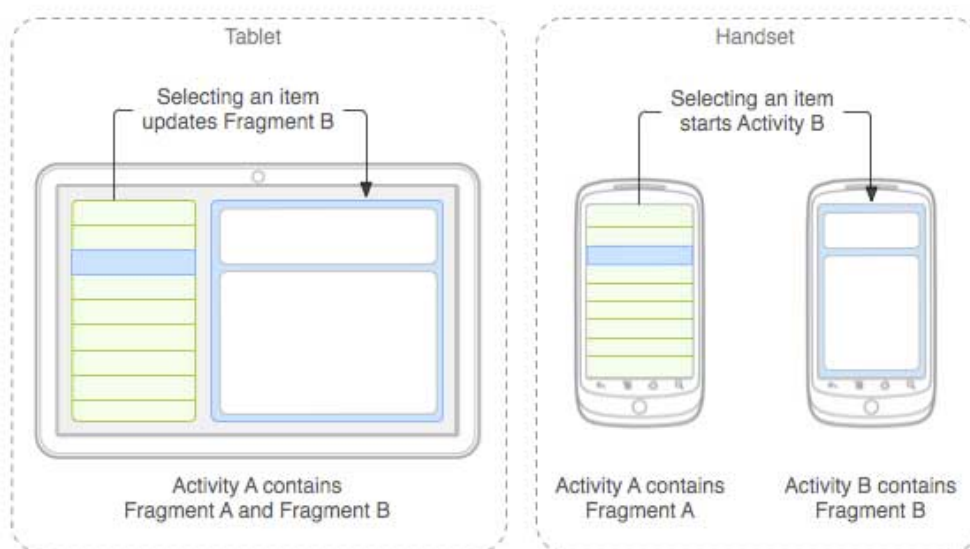 Tablet
Selecting an item
updates Fragment B
Activity A contains
Fragment A and Fragment B
Handset
Selecting an item
starts Activity B
Activity A contains
Fragment A
Activity B contains
Fragment B